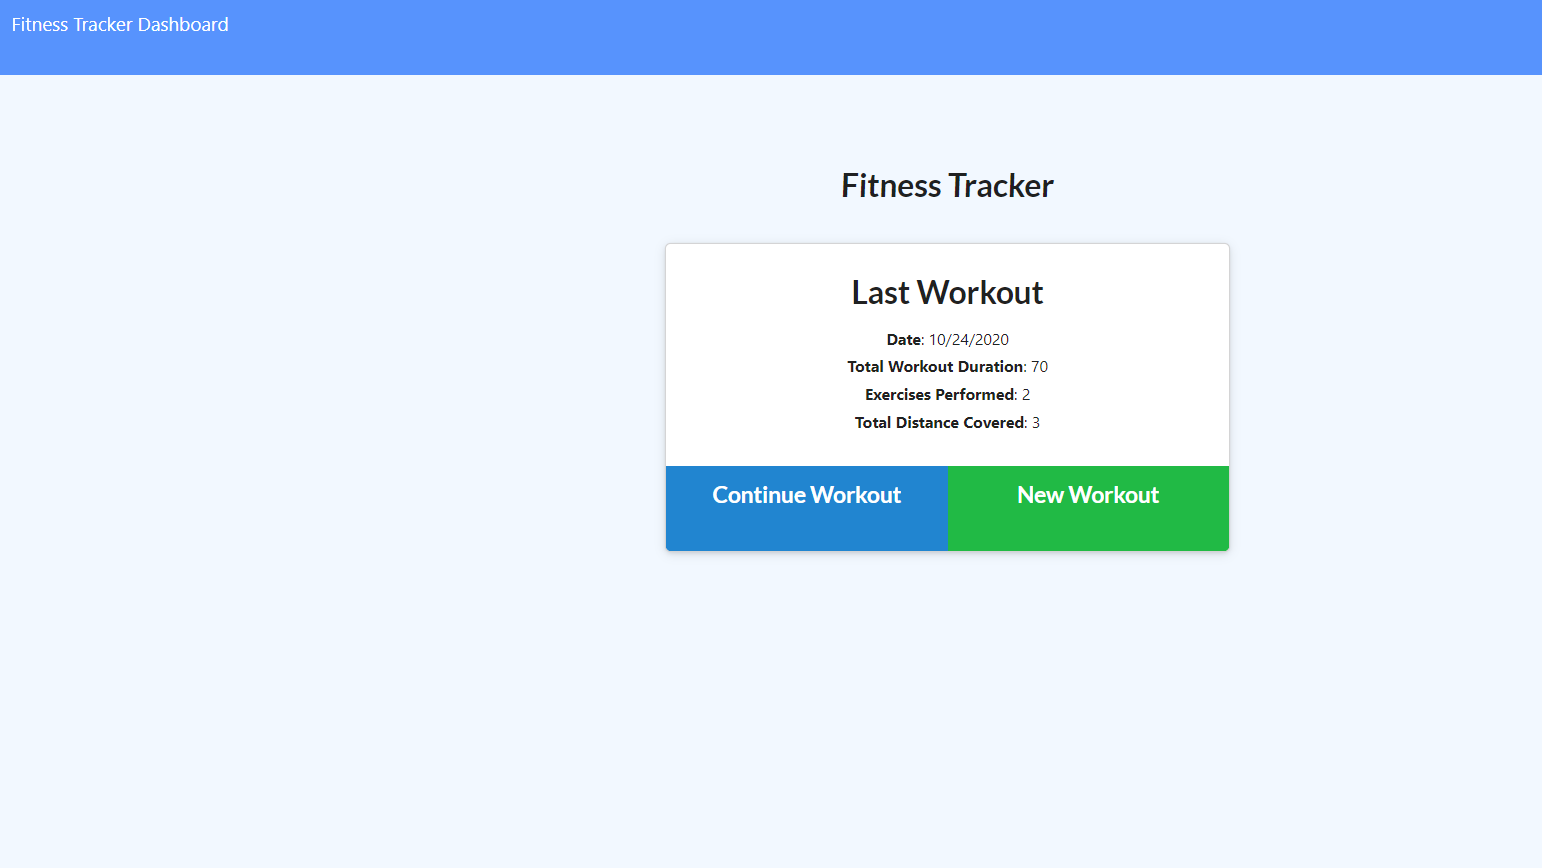 Fitness Tracker Dashboard
Fitness Tracker
Last Workout
Date: 10/24/2020
Total Workout Duration: 70
Exercises Performed: 2
Total Distance Covered: 3
Continue Workout
New Workout